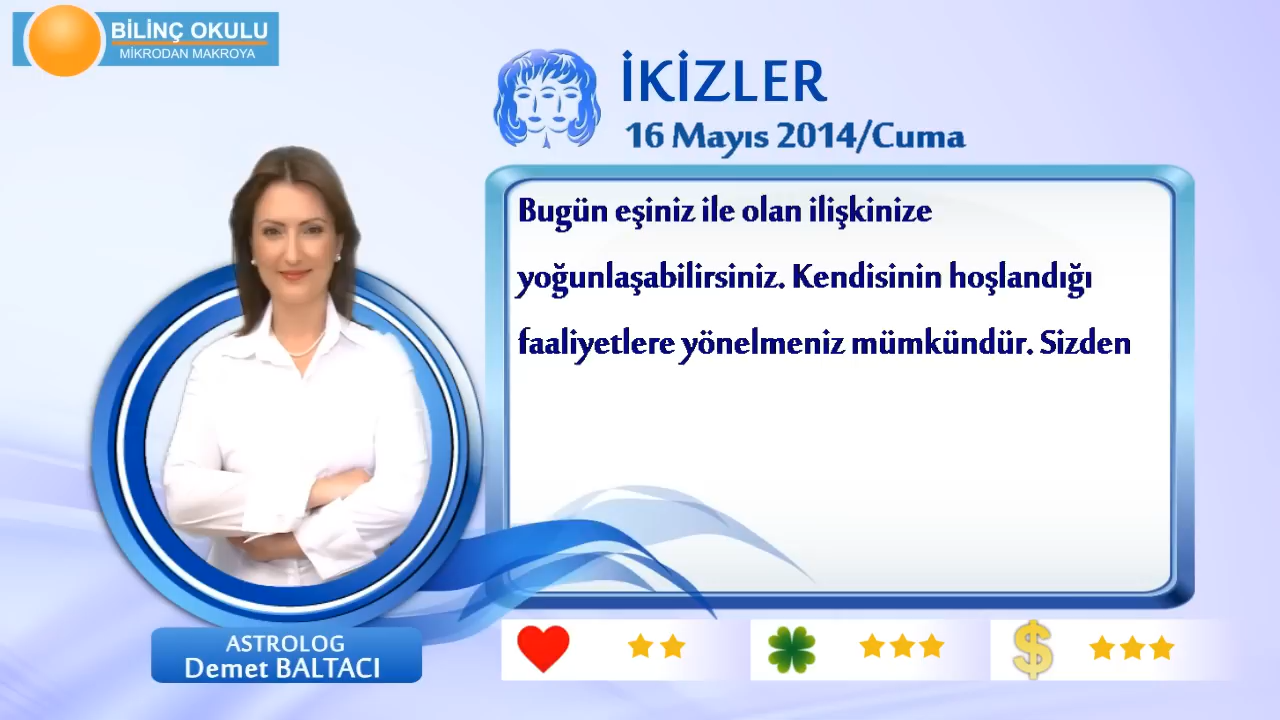 BİLİNÇ OKULU
MİKRODAN MAKROYA
İKİZLER
16 Mayıs 2014/Cuma
Bugün eşiniz ile olan ilişkinize
yoğunlaşabilirsiniz. Kendisinin hoşlandığı
faaliyetlere yönelmeniz mümkündür. Sizden
ASTROLOG
Demet BALTACI